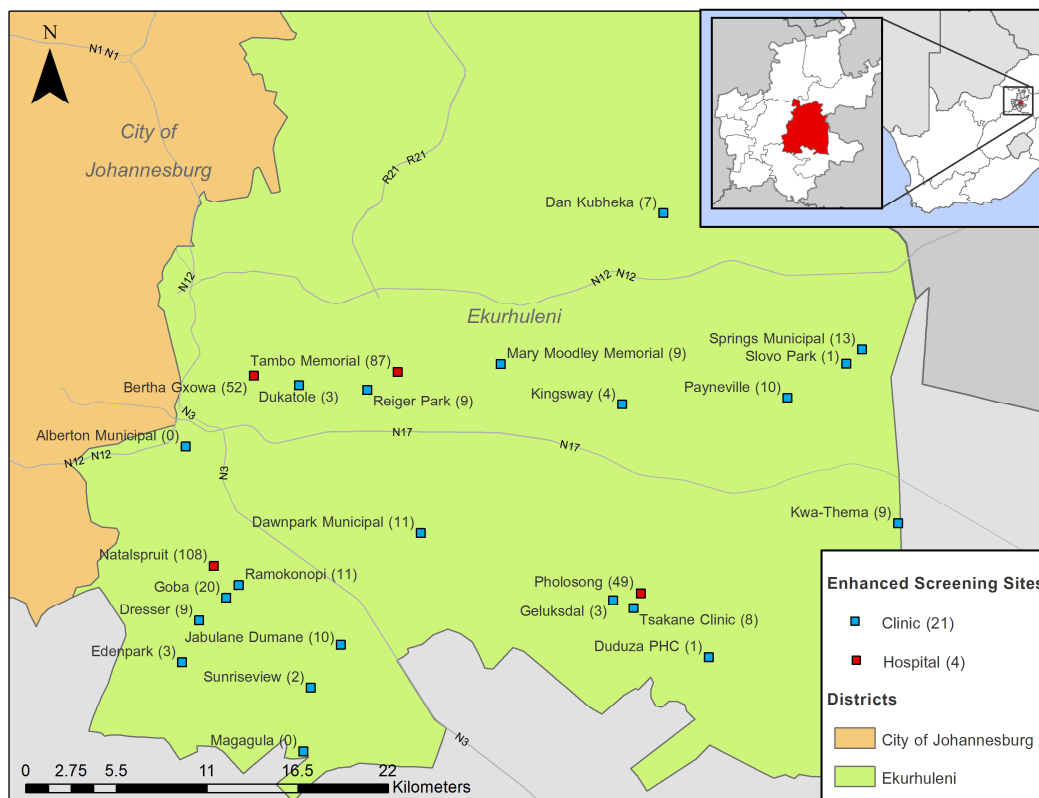 N
N1 N1
City of
Johannesburg
R21
R21
Dan Kubheka (7)
N12
N12 N12
Ekurhuleni
Springs Municipal (13)
Slovo Park (1)
Mary Moodley Memorial (9)
Tambo Memorial (87)
Bertha Gxowa (52)
Dukatole (3)
Reiger Park (9)
Kingsway (4)
Payneville (10)
N3
Alberton Municipal (0)
N17
N17
N12 N12
N3
Dawnpark Municipal (11)
Kwa-Thema (9)
Natalspruit (108)
Ramokonopi (11)
Goba (20)
Dresser (9)
Jabulane Dumane (10)
Edenpark (3)
Sunriseview (2)
Magagula (0)
Pholosong (49)
Geluksdal (3)
Tsakane Clinic (8)
Duduza PHC (1)
N3
Enhanced Screening Sites
Clinic (21)
Hospital (4)
Districts
City of Johannesburg
Ekurhuleni
0 2.75 5.5 11 16.5 22
Kilometers